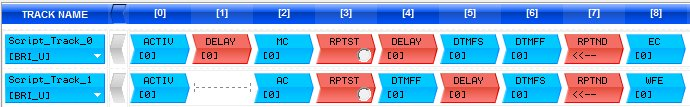 TRACK NAME [0] [1] [2] [3] [4] [5] [6] [7] [8]
Script_Track_0 ACTIV DELAY MC RPTST DELAY DTMFS DTMFF RPTND EC
[BRI_U] [0] [0] [0] [0] [0] [0] [0] <<-- [0]
Script_Track_1 ACTIV AC RPTST DTMFF DELAY DTMFS RPTND WFE
[BRI_U] [0] [0] [0] [0] [0] [0] <<-- [0]